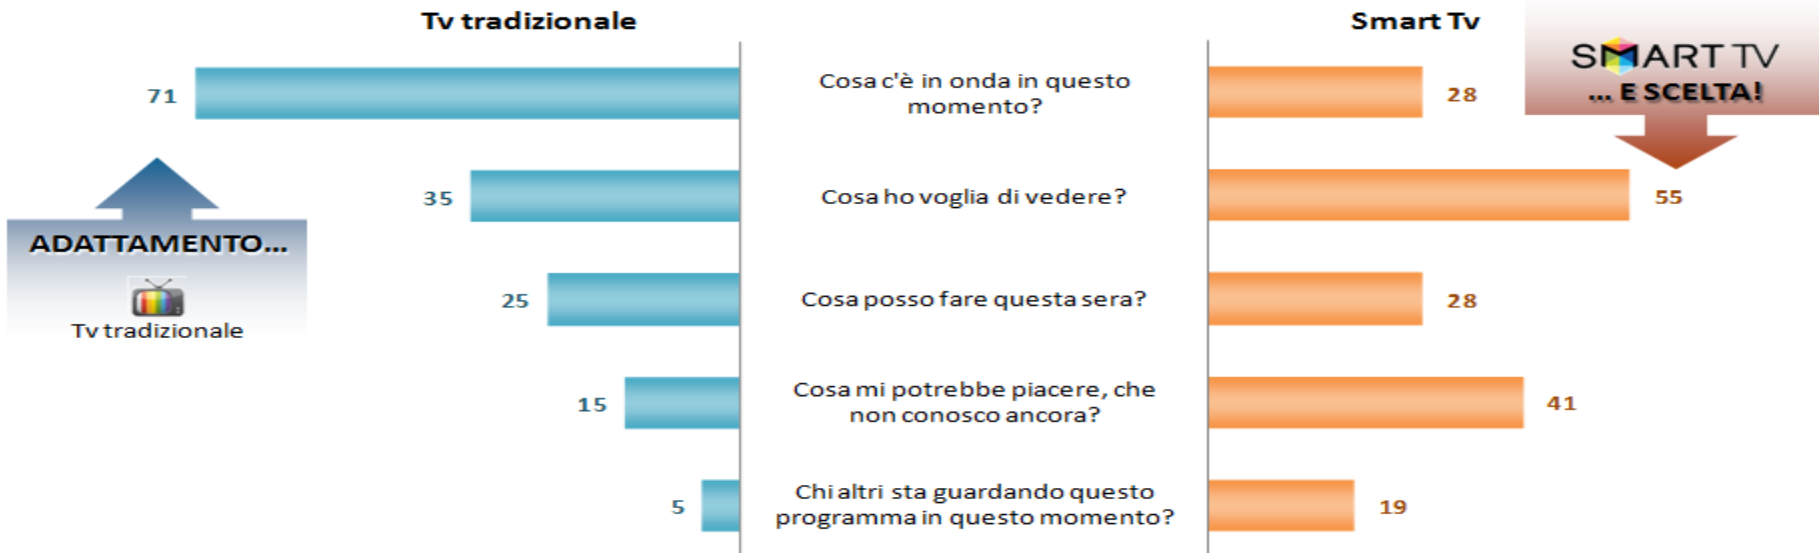 Tv tradizionale
Smart Tv
SMART TV
... E SCELTA!
71
Cosa c'è in onda in questo
momento?
28
35
Cosa ho voglia di vedere?
55
ADATTAMENTO...
Tv tradizionale
25
Cosa posso fare questa sera?
28
15
Cosa mi potrebbe piacere, che
non conosco ancora?
41
5
Chi altri sta guardando questo
programma in questo momento?
19